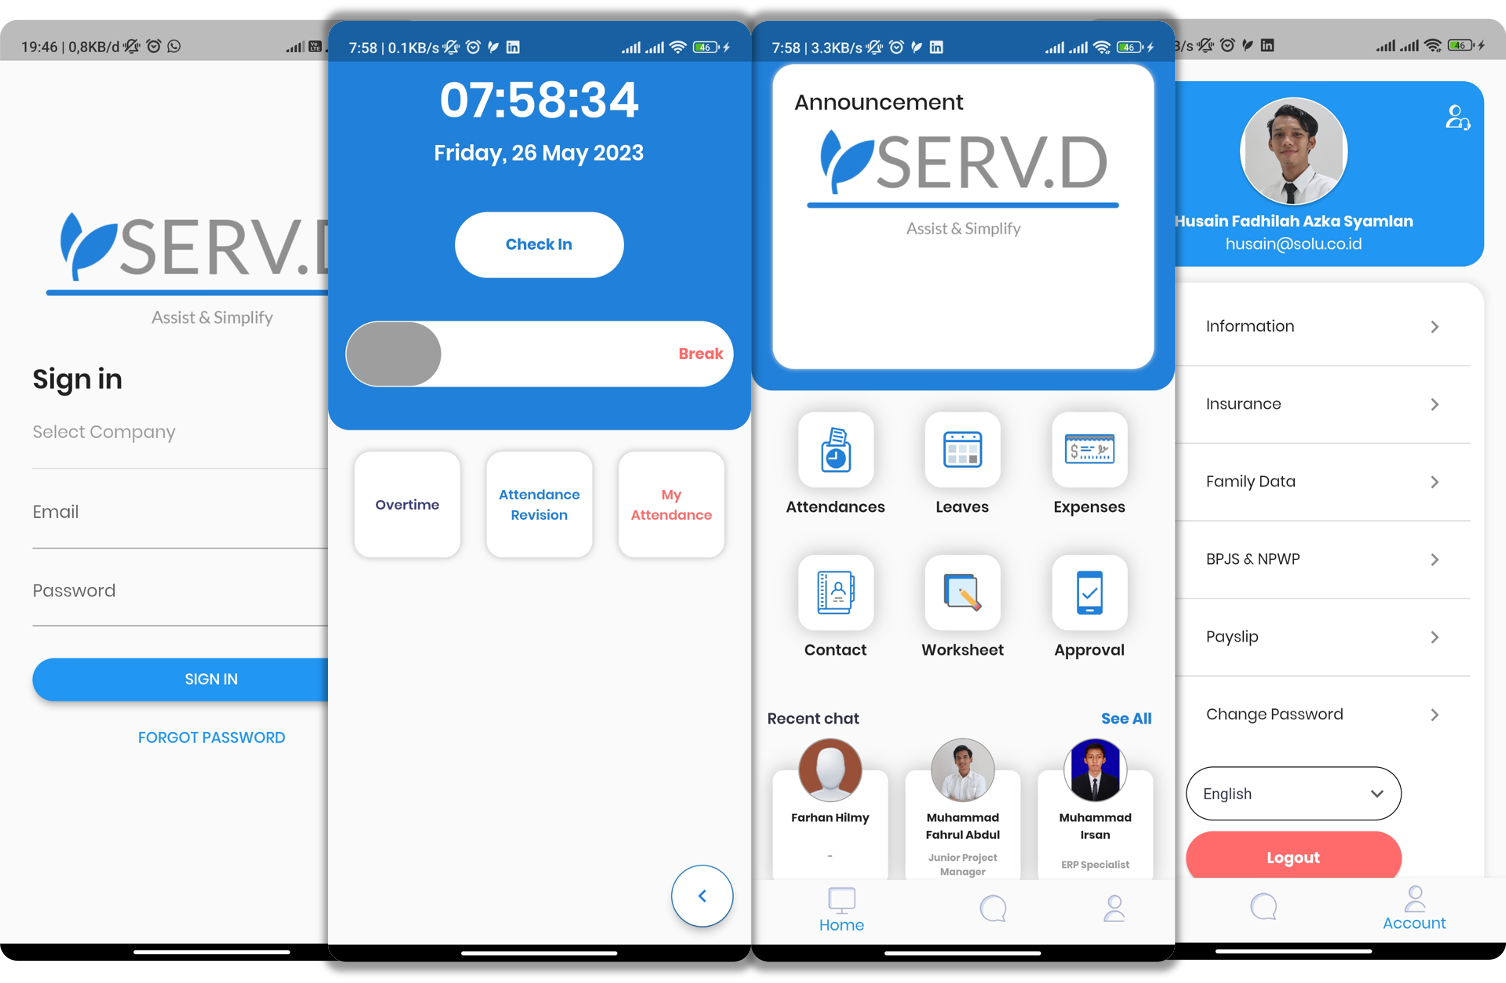 19:46 | 0,8KB/d
SERV.D
Assist & Simplify
Sign in
Select Company
Email
Password
SIGN IN
FORGOT PASSWORD
7:58 | 0.1KB/s
46
07:58:34
Friday, 26 May 2023
Check In
Break
Overtime
Attendance
Revision
My
Attendance
7:58 | 3.3KB/s
46
Announcement
SERV.D
Assist & Simplify
Attendances
Leaves
Expenses
Contact
Worksheet
Approval
Recent chat
See All
Farhan Hilmy
-
Muhammad
Fahrul Abdul
Junior Project
Manager
Muhammad
Irsan
ERP Specialist
Home
/s
46
Husain Fadhilah Azka Syamlan
husain@solu.co.id
Information
Insurance
Family Data
BPJS & NPWP
Payslip
Change Password
English
Logout
Account